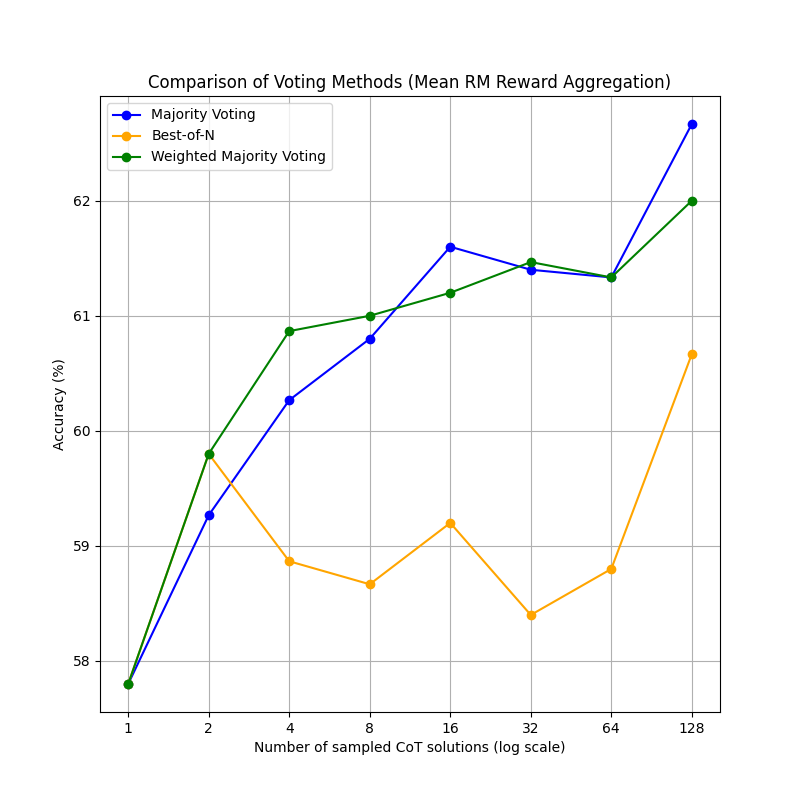 Comparison of Voting Methods (Mean RM Reward Aggregation)
Majority Voting
Best-of-N
Weighted Majority Voting
62
61
60
59
58
Accuracy (%)
1 2 4 8 16 32 64 128
Number of sampled CoT solutions (log scale)